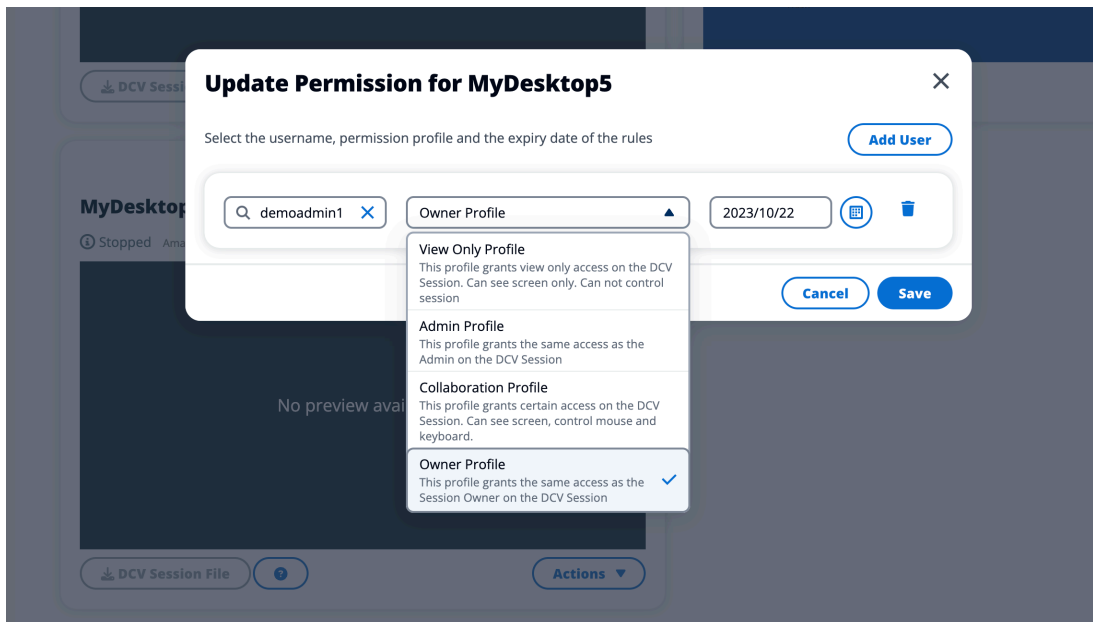 DCV Sessi
Update Permission for MyDesktop5
Select the username, permission profile and the expiry date of the rules
Add User
demoadmin1
Owner Profile
2023/10/22
View Only Profile
This profile grants view only access on the DCV
Session. Can see screen only. Can not control
session
Admin Profile
This profile grants the same access as the
Admin on the DCV Session
Collaboration Profile
This profile grants certain access on the DCV
Session. Can see screen, control mouse and
keyboard.
Owner Profile
This profile grants the same access as the
Session Owner on the DCV Session
Cancel
Save
MyDesktop
Stopped Ama
No preview avai
DCV Session File
?
Actions